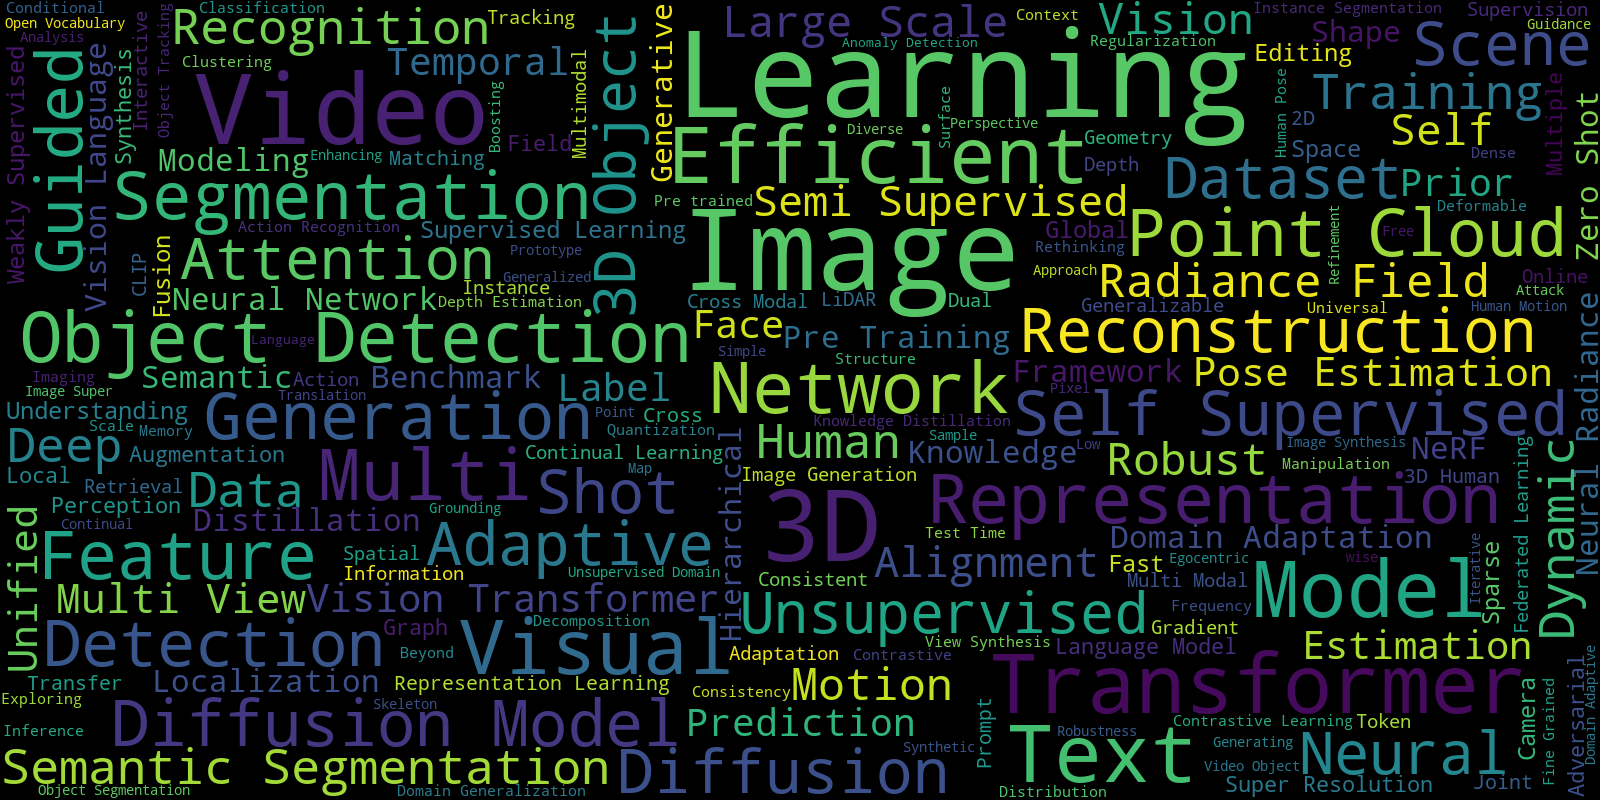 Conditional
Classification
Open Vocabulary
Analysis
Recognition
Tracking
Large Scale
Context
Vision
Instance Segmentation
Supervision
Guidance
Anomaly Detection
Regularization
Shape
Scene
Editing
Clustering
Temporal
Video
Learning
Guided
Weakly Supervised
Vision Language
Synthesis
Interactive
Object Tracking
Boosting
Multimodal
3D Object
Generative
Field
Modeling
Enhancing
Matching
Efficient
Diverse
Surface
Perspective
Geometry
Human Pose
2D
Training
Self
Multiple
Zero Shot
Space
Dense
Depth
Dataset
Prior
Deformable
Segmentation
Pre trained
Semi Supervised
Action Recognition
Supervised Learning
Image
Global
Rethinking
Point Cloud
Free
Refinement
Attention
Prototype
Generalized
Instance
CLIP
Fusion
Neural Network
Depth Estimation
Approach
Radiance Field
Online
Attack
Cross Modal
LiDAR
Dual
Generalizable
Universal
Human Motion
Object Detection
Language
Face
Pre Training
Reconstruction
Simple
Structure
Imaging
Image Super
Semantic
Action
Translation
Benchmark
Label
Network
Framework
Pixel
Pose Estimation
Neural Radiance
Understanding
Scale
Memory
Generation
Point
Cross
Quantization
Knowledge Distillation
Self Supervised
Deep
Augmentation
Continual Learning
Human
Sample
Knowledge
Low
Image Synthesis
NeRF
Robust
Manipulation
Local
Retrieval
Multi
Map
Shot
Hierarchical
Image Generation
3D Human
Federated Learning
Dynamic
Perception
Data
Distillation
Grounding
3D
Representation
Continual
Unified
Feature
Spatial
Information
Adaptive
Unsupervised Domain
Test Time
Domain Adaptation
Alignment
Fast
Egocentric
wise
Iterative
Sparse
Consistent
Multi Modal
Model
Multi View
Vision Transformer
Unsupervised
Frequency
Decomposition
Detection
Graph
Beyond
Visual
View Synthesis
Gradient
Language Model
Estimation
Adaptation
Contrastive
Transfer
Localization
Representation Learning
Consistency
Motion
Transformer
Exploring
Skeleton
Inference
Diffusion Model
Prediction
Prompt
Robustness
Contrastive Learning
Token
Camera
Fine Grained
Adversarial
Domain Adaptive
Semantic Segmentation
Diffusion
Synthetic
Text
Generating
Video Object
Neural
Object Segmentation
Domain Generalization
Distribution
Super Resolution
Joint